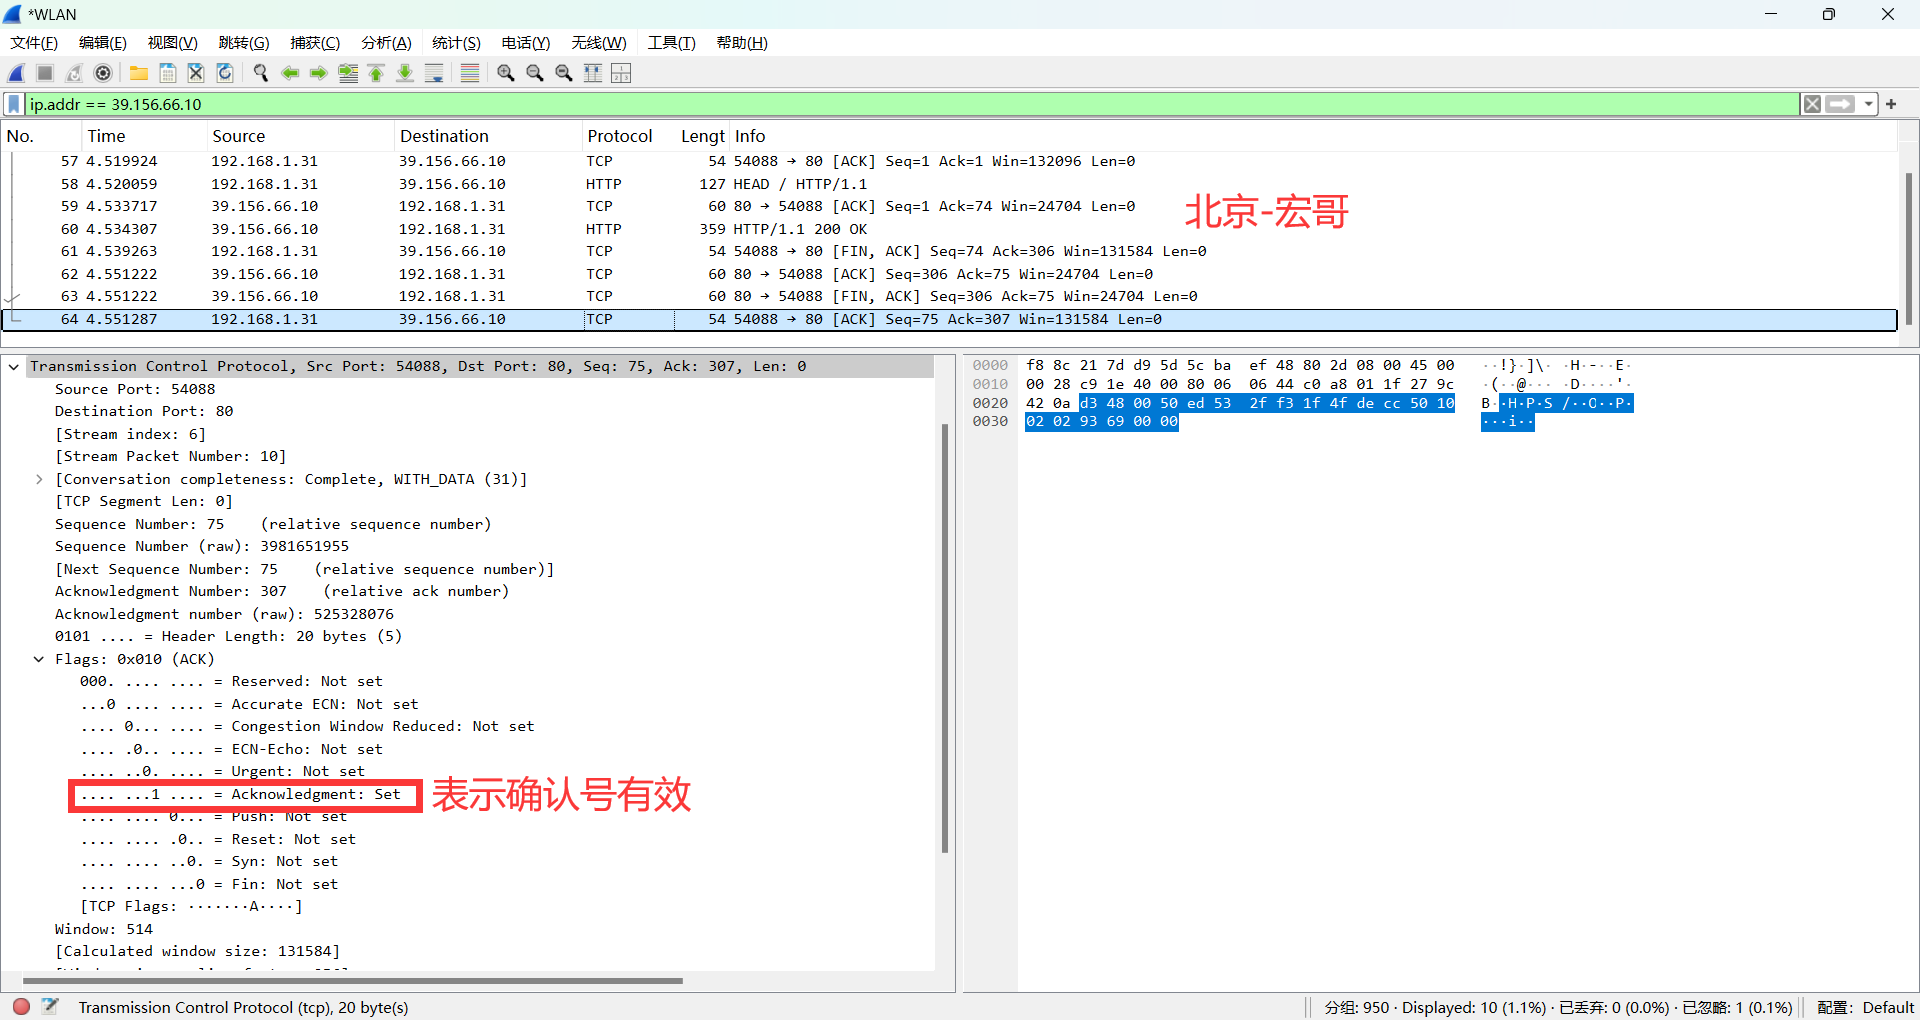 *WLAN
文件(F) 编辑(E) 视图(V) 跳转(G) 捕获(C) 分析(A) 统计(S) 电话(Y) 无线(W) 工具(T) 帮助(H)
ip.addr == 39.156.66.10
No. Time Source Destination Protocol Lengt Info
57 4.519924 192.168.1.31 39.156.66.10 TCP 54 54088 → 80 [ACK] Seq=1 Ack=1 Win=132096 Len=0
58 4.520059 192.168.1.31 39.156.66.10 HTTP 127 HEAD / HTTP/1.1
59 4.533717 39.156.66.10 192.168.1.31 TCP 60 80 → 54088 [ACK] Seq=1 Ack=74 Win=24704 Len=0
北京-宏哥
60 4.534307 39.156.66.10 192.168.1.31 HTTP 359 HTTP/1.1 200 OK
61 4.539263 192.168.1.31 39.156.66.10 TCP 54 54088 → 80 [FIN, ACK] Seq=74 Ack=306 Win=131584 Len=0
62 4.551222 39.156.66.10 192.168.1.31 TCP 60 80 → 54088 [ACK] Seq=306 Ack=75 Win=24704 Len=0
63 4.551222 39.156.66.10 192.168.1.31 TCP 60 80 → 54088 [FIN, ACK] Seq=306 Ack=75 Win=24704 Len=0
64 4.551287 192.168.1.31 39.156.66.10 TCP 54 54088 → 80 [ACK] Seq=75 Ack=307 Win=131584 Len=0
Transmission Control Protocol, Src Port: 54088, Dst Port: 80, Seq: 75, Ack: 307, Len: 0
Source Port: 54088
Destination Port: 80
[Stream index: 6]
[Stream Packet Number: 10]
[Conversation completeness: Complete, WITH_DATA (31)]
[TCP Segment Len: 0]
Sequence Number: 75 (relative sequence number)
Sequence Number (raw): 3981651955
[Next Sequence Number: 75 (relative sequence number)]
Acknowledgment Number: 307 (relative ack number)
Acknowledgment number (raw): 525328076
0101 .... = Header Length: 20 bytes (5)
Flags: 0x010 (ACK)
000. .... .... = Reserved: Not set
...0 .... .... = Accurate ECN: Not set
.... 0... .... = Congestion Window Reduced: Not set
.... .0.. .... = ECN-Echo: Not set
.... ..0. .... = Urgent: Not set
.... ...1 .... = Acknowledgment: Set 表示确认号有效
.... .... 0... = Push: Not set
.... .... .0.. = Reset: Not set
.... .... ..0. = Syn: Not set
.... .... ...0 = Fin: Not set
[TCP Flags: ·······A····]
Window: 514
[Calculated window size: 131584]
0000 f8 8c 21 7d d9 5d 5c ba ef 48 80 2d 08 00 45 00 ··!}·]\· ·H·-··E·
0010 00 28 c9 1e 40 00 80 06 06 44 c0 a8 01 1f 27 9c ·(··@··· ·D····'·
0020 42 0a d3 48 00 50 ed 53 2f f3 1f 4f de cc 50 10 B··H·P·S /··O··P·
0030 02 02 93 69 00 00 ···i··
Transmission Control Protocol (tcp), 20 byte(s) 分组: 950 · Displayed: 10 (1.1%) · 已丢弃: 0 (0.0%) · 已忽略: 1 (0.1%) 配置: Default